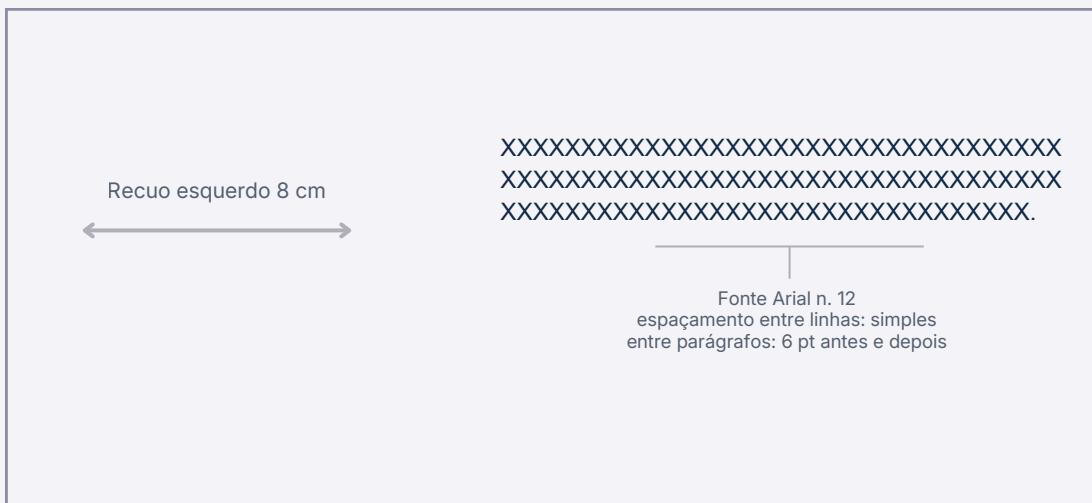 Recuo esquerdo 8 cm
XXXXXXXXXXXXXXXXXXXXXXXXXXXXXXXXXXX
XXXXXXXXXXXXXXXXXXXXXXXXXXXXXXXXXXX
XXXXXXXXXXXXXXXXXXXXXXXXXXXXXXXXX.
Fonte Arial n. 12
espaçamento entre linhas: simples
entre parágrafos: 6 pt antes e depois